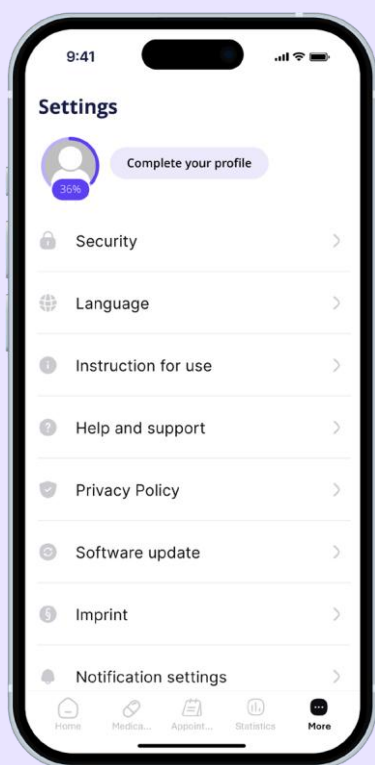 9:41
Settings
36%
Complete your profile
Security
Language
Instruction for use
Help and support
Privacy Policy
Software update
Imprint
Notification settings
Home Medica... Appoint... Statistics More